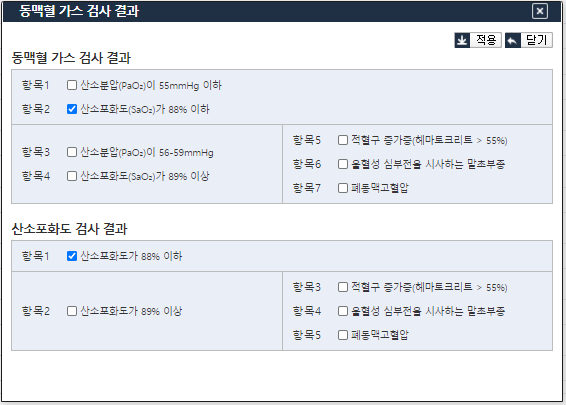 동맥혈 가스 검사 결과
적용 닫기
동맥혈 가스 검사 결과
항목1 산소분압(PaO₂)이 55mmHg 이하
항목2 산소포화도(SaO₂)가 88% 이하
항목3 산소분압(PaO₂)이 56-59mmHg
항목4 산소포화도(SaO₂)가 89% 이상
항목5 적혈구 증가증(헤마토크리트 > 55%)
항목6 울혈성 심부전을 시사하는 말초부종
항목7 폐동맥고혈압
산소포화도 검사 결과
항목1 산소포화도가 88% 이하
항목2 산소포화도가 89% 이상
항목3 적혈구 증가증(헤마토크리트 > 55%)
항목4 울혈성 심부전을 시사하는 말초부종
항목5 폐동맥고혈압